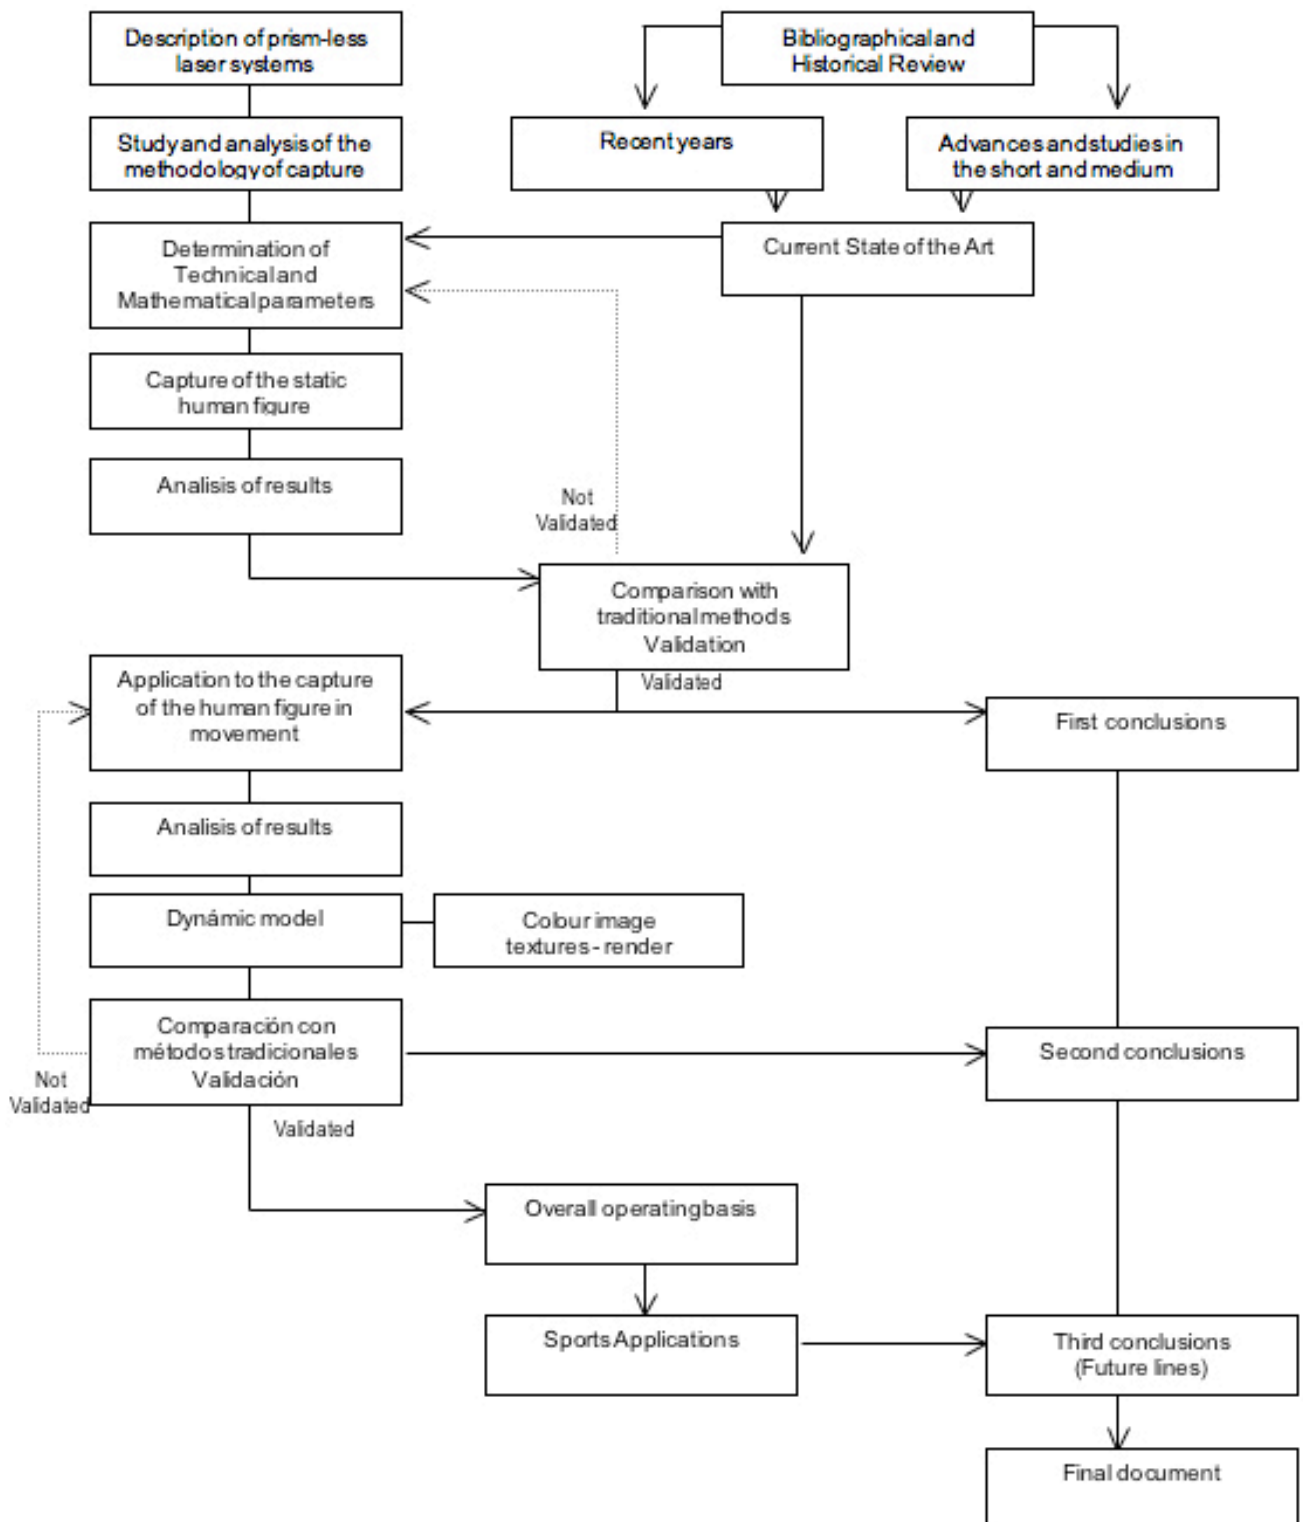 Description of prism-less
laser systems
Bibliographical and
Historical Review
Study and analysis of the
methodology of capture
Recent years
Advances and studies in
the short and medium
Determination of
Technical and
Mathematical parameters
Current State of the Art
Capture of the static
human figure
Analisis of results
Not
Validated
Comparison with
traditional methods
Validation
Validated
Application to the capture
of the human figure in
movement
First conclusions
Analisis of results
Dynámic model
Colour image
textures - render
Comparación con
métodos tradicionales
Validación
Second conclusions
Not
Validated
Validated
Overall operating basis
Sports Applications
Third conclusions
(Future lines)
Final document